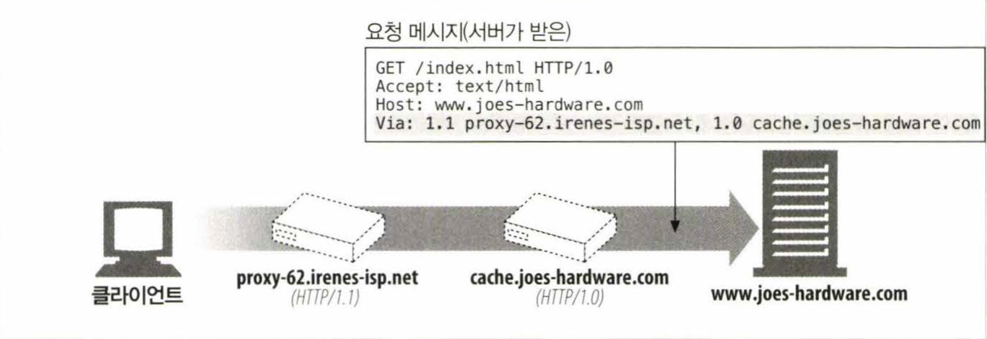 요청 메시지(서버가 받은)
GET /index.html HTTP/1.0
Accept: text/html
Host: www.joes-hardware.com
Via: 1.1 proxy-62.irenes-isp.net, 1.0 cache.joes-hardware.com
클라이언트
proxy-62.irenes-isp.net
(HTTP/1.1)
cache.joes-hardware.com
(HTTP/1.0)
www.joes-hardware.com